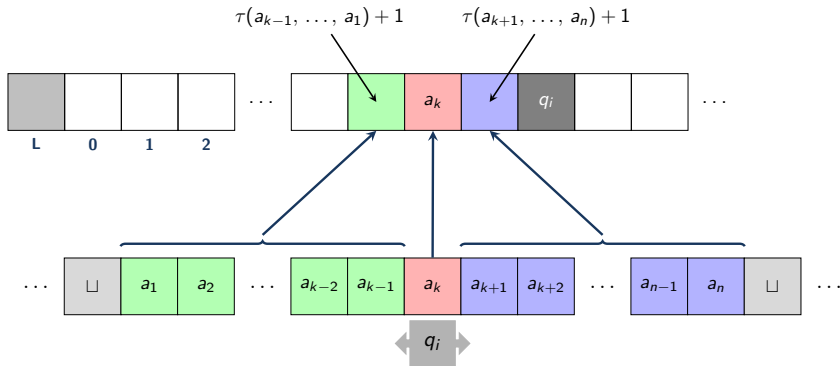 τ(a_{k−1}, …, a_1) + 1 τ(a_{k+1}, …, a_n) + 1
⋯ a_k q_i ⋯
L 0 1 2
⋯ ⊔ a_1 a_2 ⋯ a_{k−2} a_{k−1} a_k a_{k+1} a_{k+2} ⋯ a_{n−1} a_n ⊔ ⋯
q_i